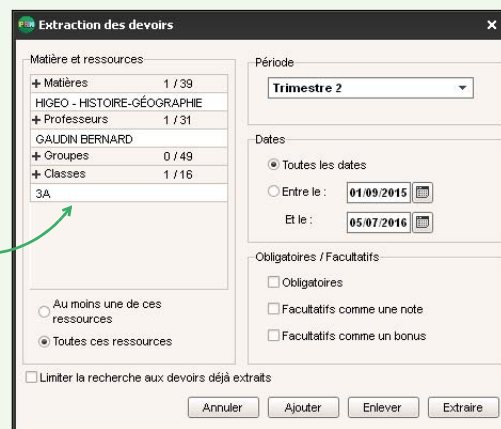 Extraction des devoirs
Matière et ressources
+ Matières 1 / 39
HIGEO - HISTOIRE-GÉOGRAPHIE
+ Professeurs 1 / 31
GAUDIN BERNARD
+ Groupes 0 / 49
+ Classes 1 / 16
3A
Au moins une de ces
ressources
Toutes ces ressources
Période
Trimestre 2
Dates
Toutes les dates
Entre le : 01/09/2015
Et le : 05/07/2016
Obligatoires / Facultatifs
Obligatoires
Facultatifs comme une note
Facultatifs comme un bonus
Limiter la recherche aux devoirs déjà extraits
Annuler Ajouter Enlever Extraire